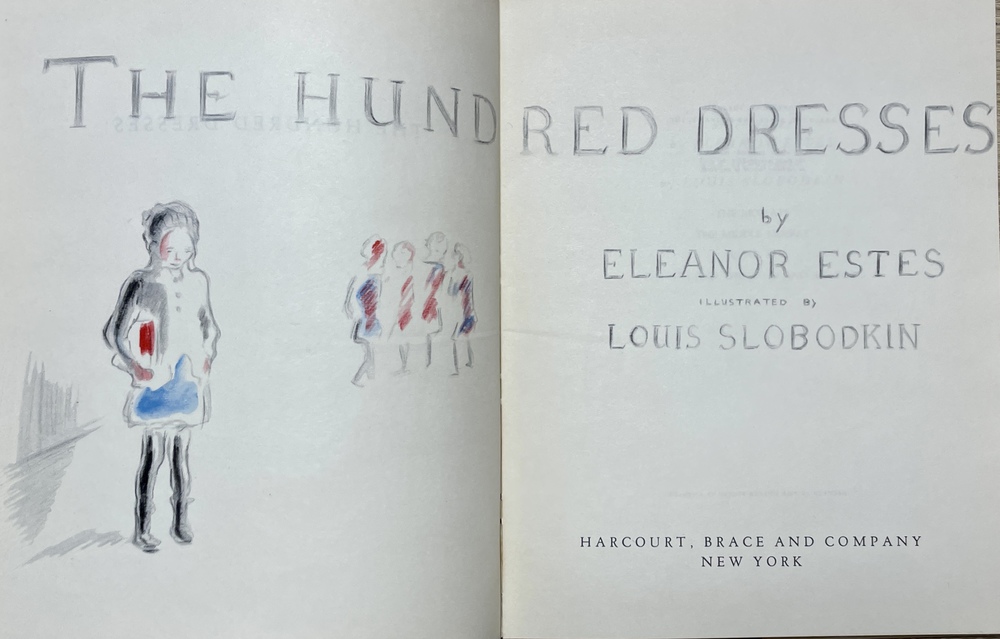 THE HUNDRED DRESSES
by
ELEANOR ESTES
ILLUSTRATED By
LOUIS SLOBODKIN
HARCOURT, BRACE AND COMPANY
NEW YORK